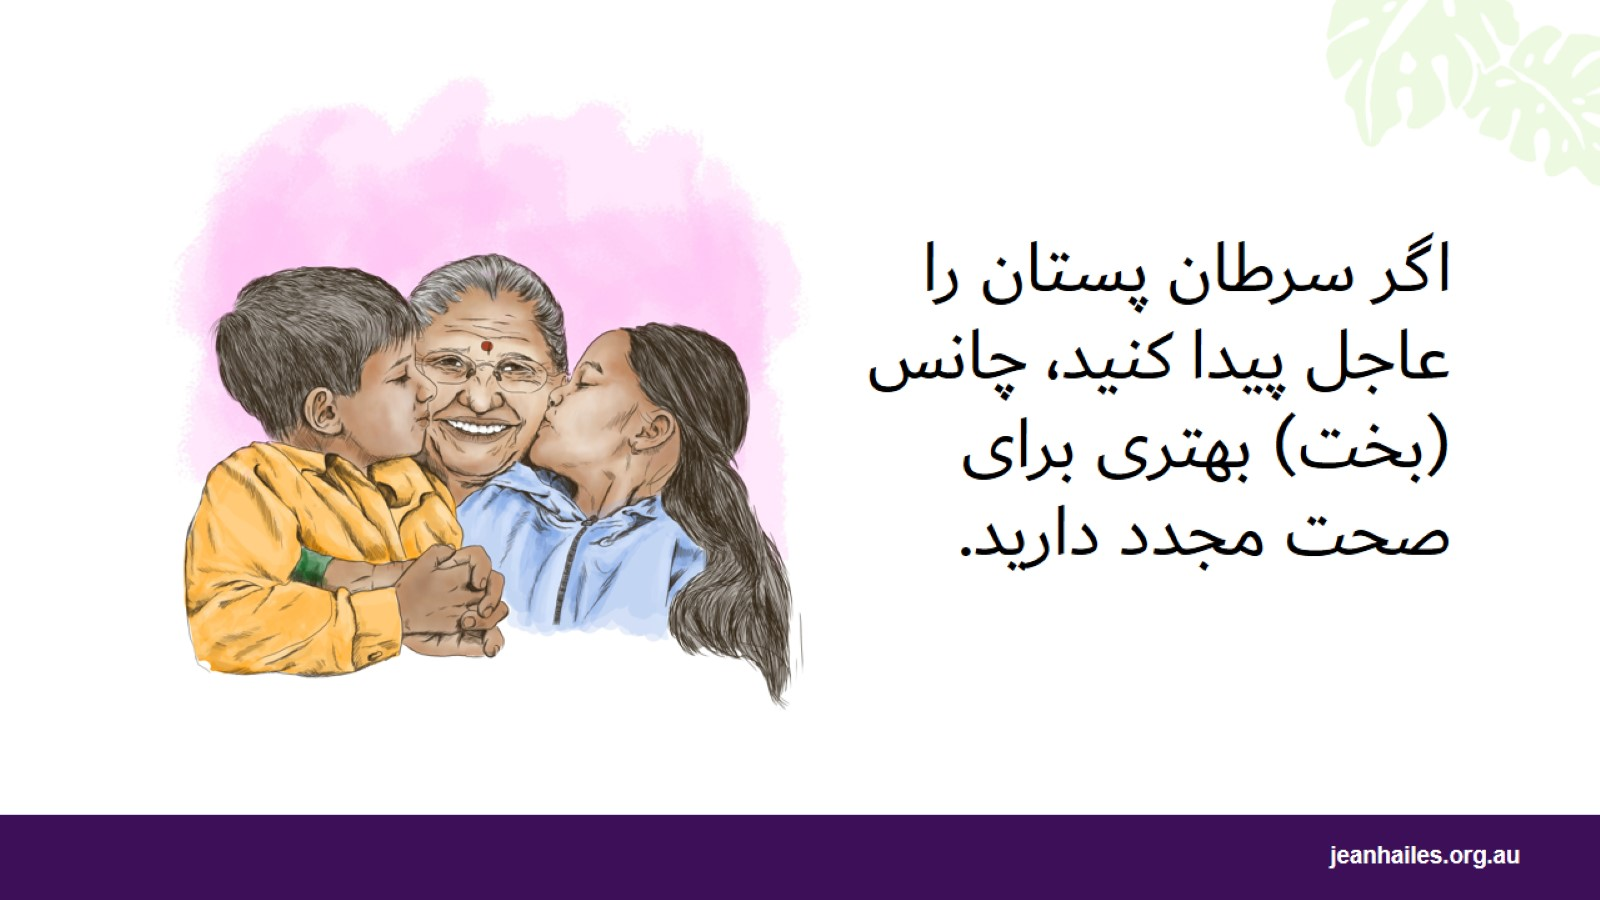 اگر سرطان پستان را
عاجل پیدا کنید، چانس
(بخت) بهتری برای
صحت مجدد دارید.
jeanhailes.org.au